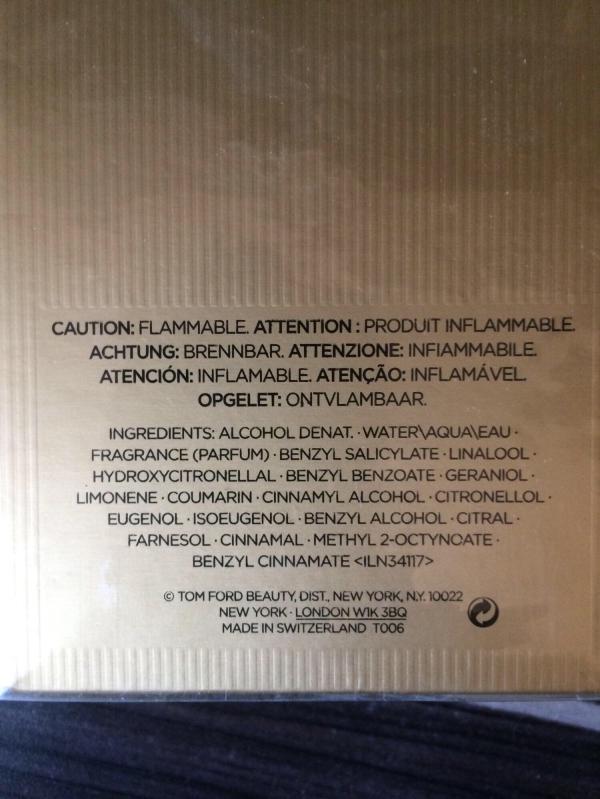 CAUTION: FLAMMABLE. ATTENTION : PRODUIT INFLAMMABLE.
ACHTUNG: BRENNBAR. ATTENZIONE: INFIAMMABILE.
ATENCIÓN: INFLAMABLE. ATENÇÃO: INFLAMÁVEL.
OPGELET: ONTVLAMBAAR.
INGREDIENTS: ALCOHOL DENAT. · WATER\AQUA\EAU ·
FRAGRANCE (PARFUM) · BENZYL SALICYLATE · LINALOOL ·
HYDROXYCITRONELLAL · BENZYL BENZOATE · GERANIOL ·
LIMONENE · COUMARIN · CINNAMYL ALCOHOL · CITRONELLOL ·
EUGENOL · ISOEUGENOL · BENZYL ALCOHOL · CITRAL ·
FARNESOL · CINNAMAL · METHYL 2-OCTYNOATE ·
BENZYL CINNAMATE <ILN34117>
© TOM FORD BEAUTY, DIST., NEW YORK, N.Y. 10022
NEW YORK · LONDON W1K 3BQ
MADE IN SWITZERLAND T006